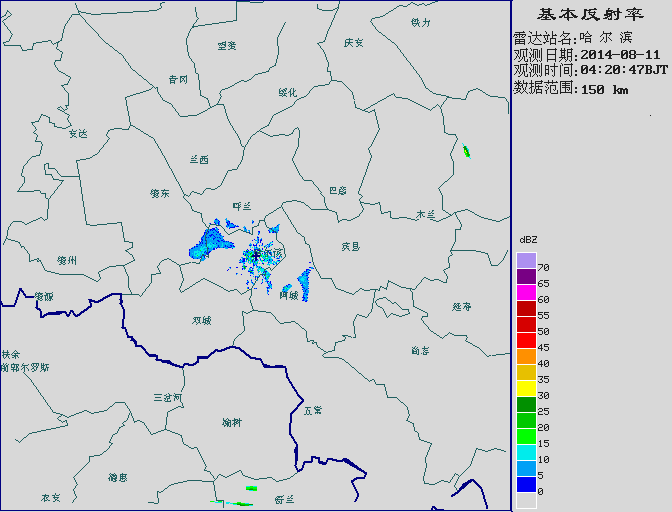 基本反射率
雷达站名:哈 尔 滨
观测日期:2014-08-11
观测时间:04:20:47BJT
数据范围:150 km
铁力
庆安
望奎
青冈
绥化
安达
兰西
肇东
巴彦
呼兰
木兰
宾县
肇州
肇源
阿城
延寿
双城
尚志
扶余
前郭尔罗斯
三岔河
榆树
五常
德惠
农安
舒兰
dBZ
70
65
60
55
50
45
40
35
30
25
20
15
10
5
0